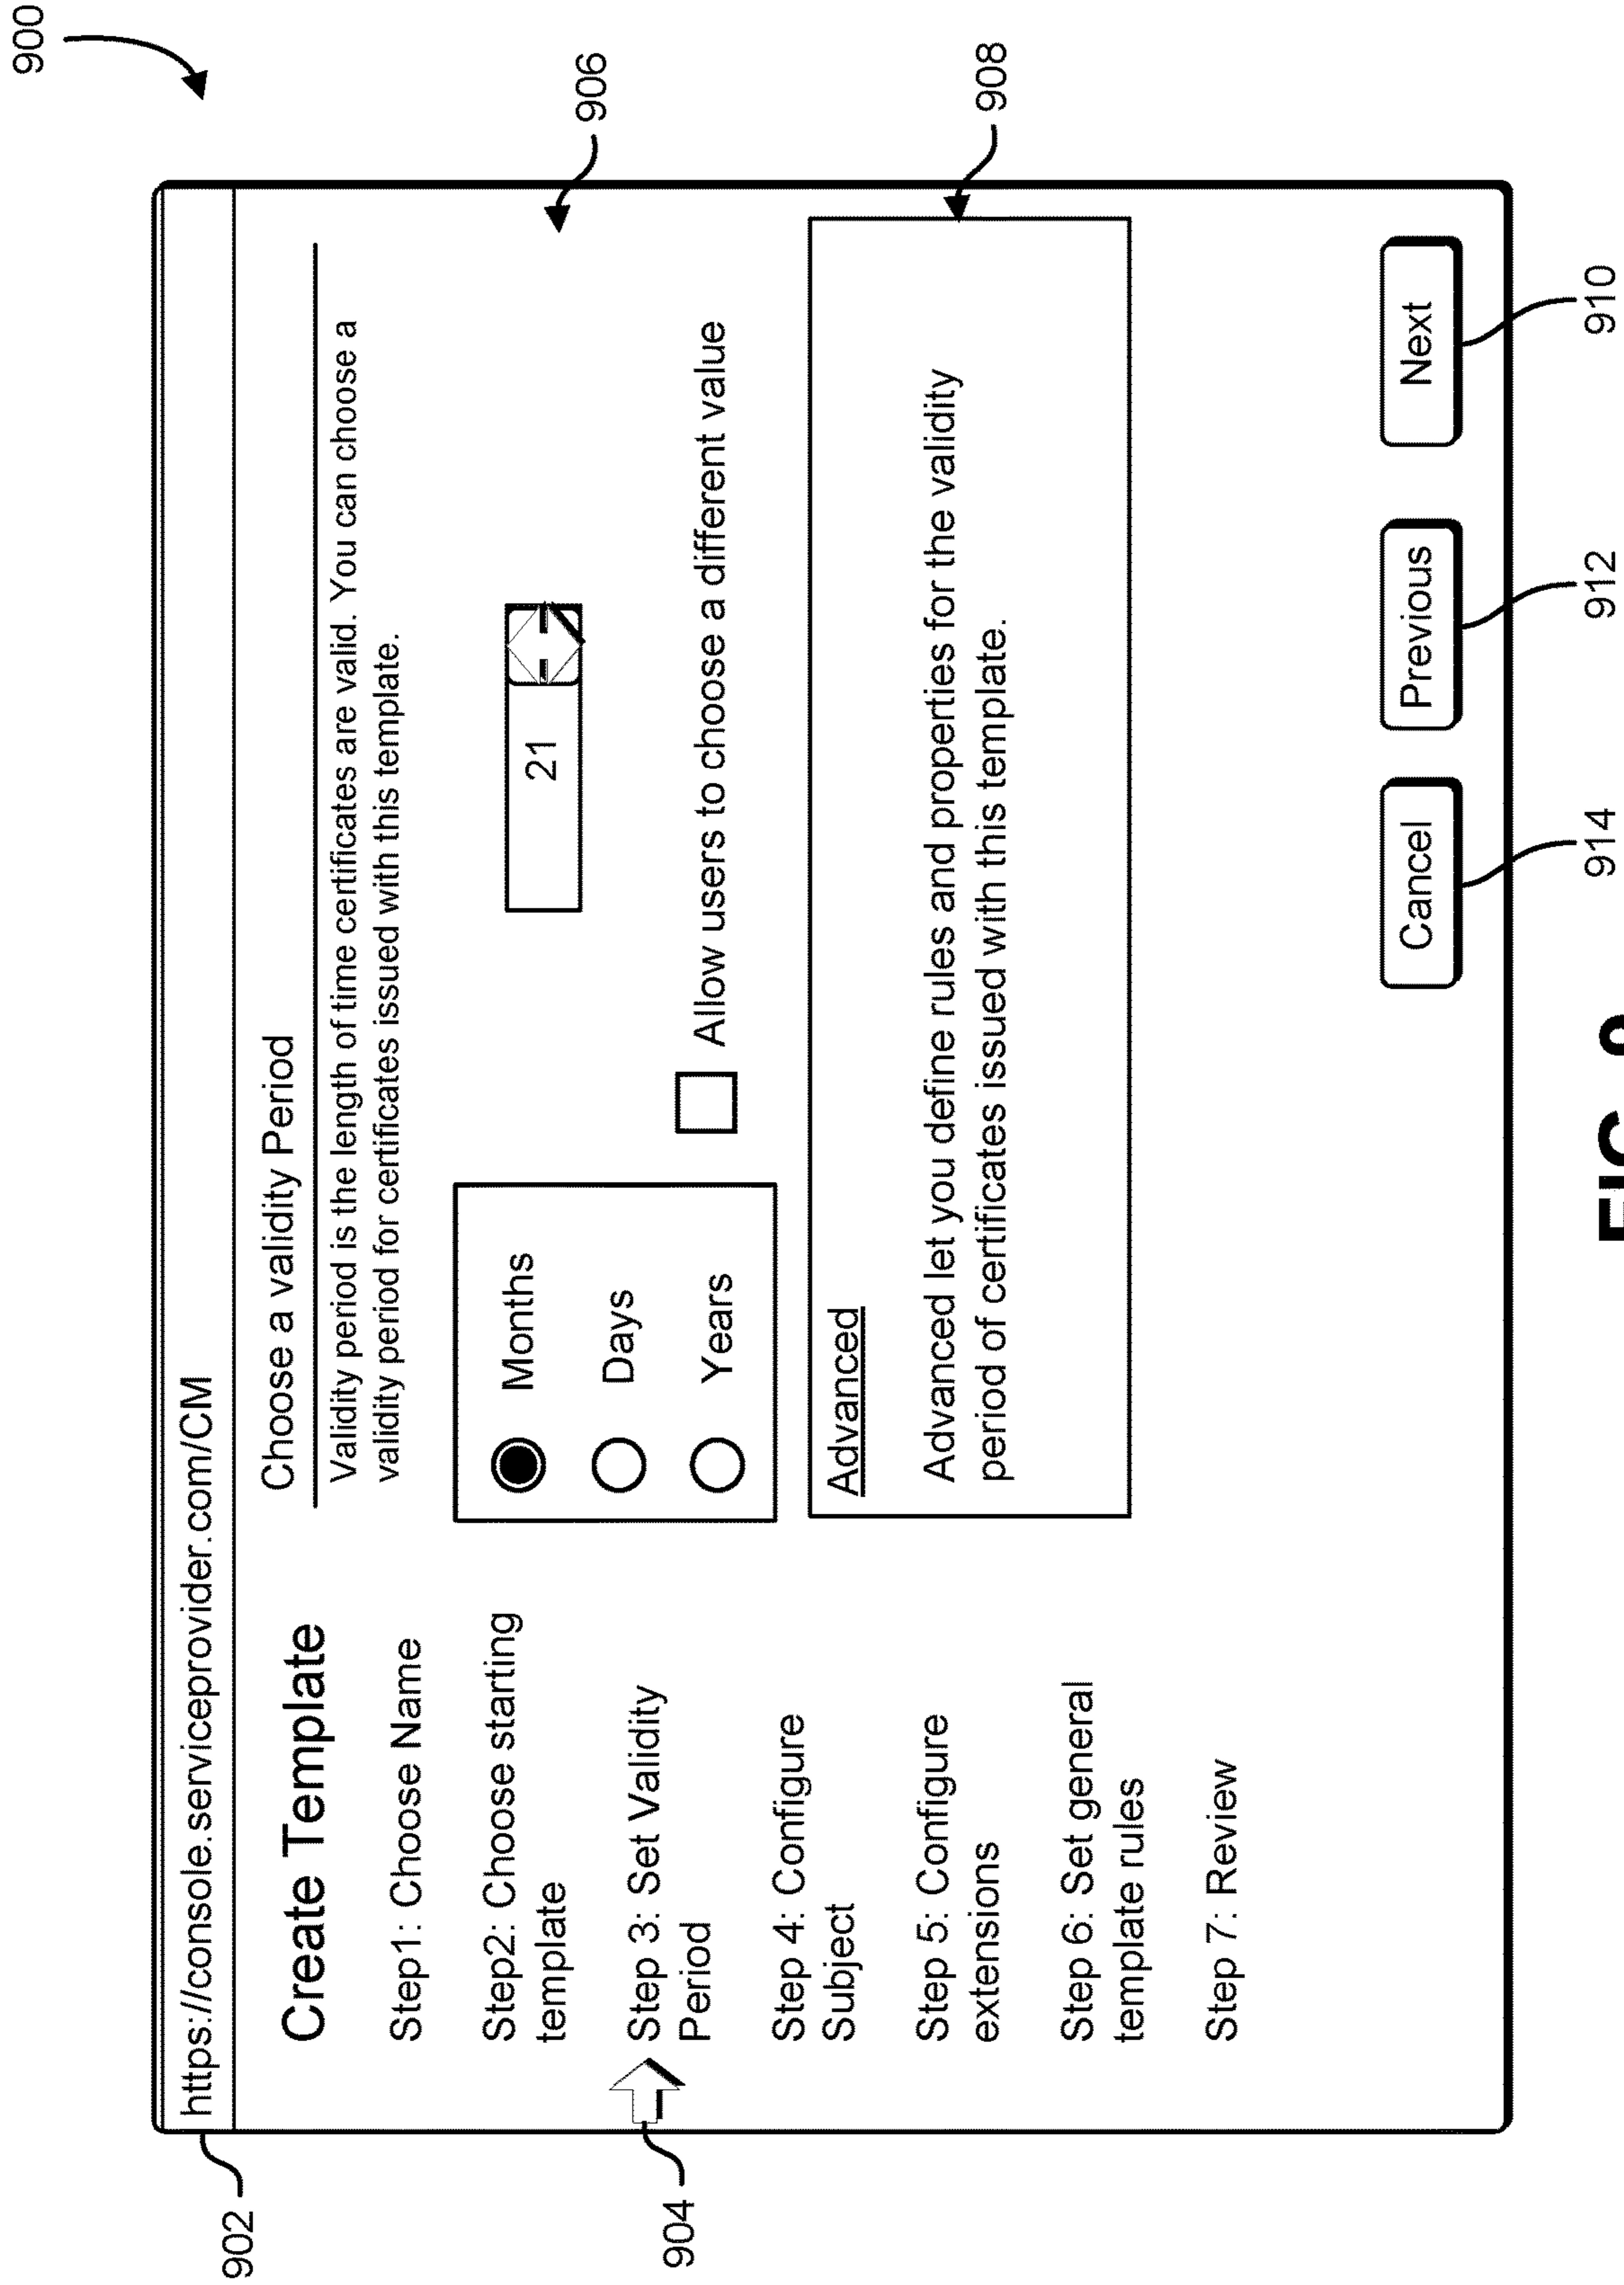 900
902
https://console.serviceprovider.com/CM
Create Template
Step1: Choose Name
Step2: Choose starting
template
904
Step 3: Set Validity
Period
Step 4: Configure
Subject
Step 5: Configure
extensions
Step 6: Set general
template rules
Step 7: Review
Choose a validity Period
Validity period is the length of time certificates are valid. You can choose a
validity period for certificates issued with this template.
906
Months
Days
Years
21
Allow users to choose a different value
908
Advanced
Advanced let you define rules and properties for the validity
period of certificates issued with this template.
Cancel
Previous
Next
914
912
910
FIG.